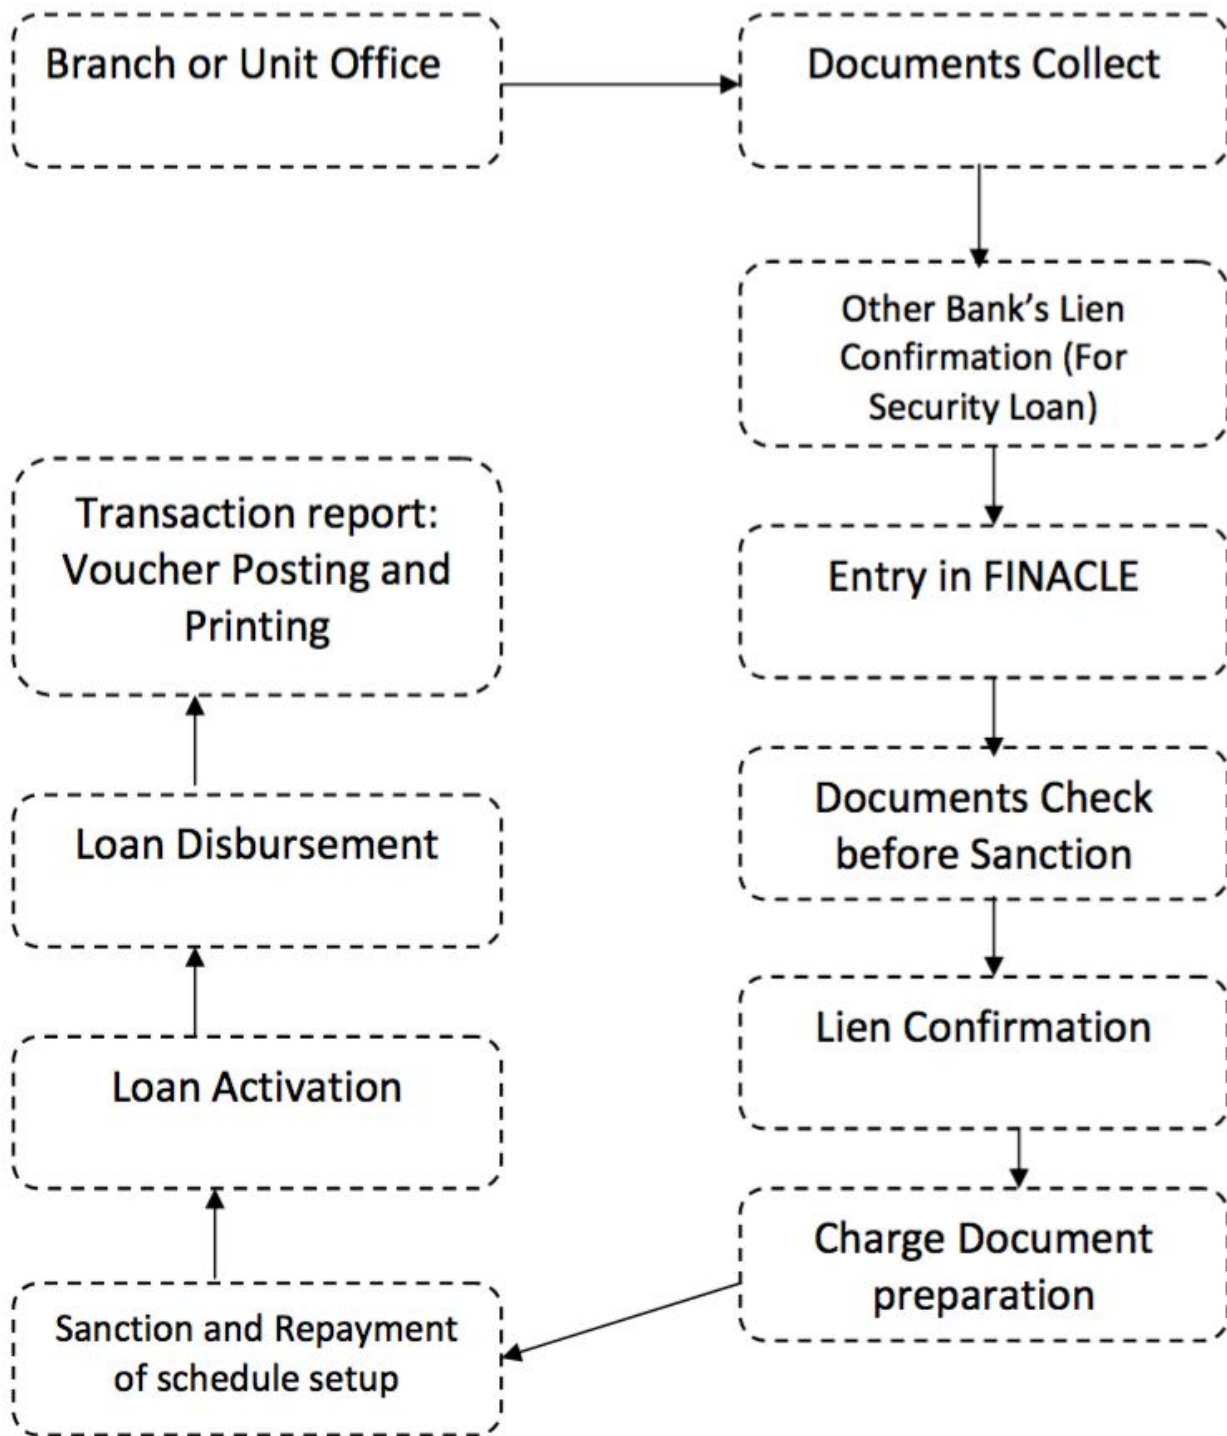 Branch or Unit Office
Documents Collect
Other Bank’s Lien
Confirmation (For
Security Loan)
Entry in FINACLE
Documents Check
before Sanction
Lien Confirmation
Charge Document
preparation
Sanction and Repayment
of schedule setup
Loan Activation
Loan Disbursement
Transaction report:
Voucher Posting and
Printing